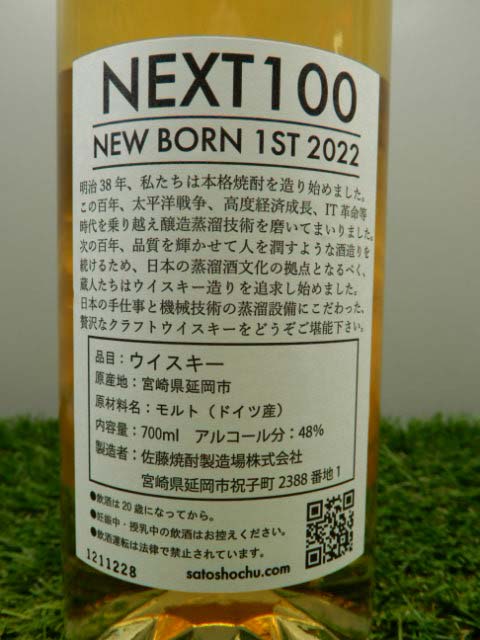 NEXT100
NEW BORN 1ST 2022
明治38年、私たちは本格焼酎を造り始めました。
この百年、太平洋戦争、高度経済成長、IT革命等
時代を乗り越え醸造蒸溜技術を磨いてまいりました。
次の百年、品質を輝かせて人を潤すような酒造りを
続けるため、日本の蒸溜酒文化の拠点となるべく、
蔵人たちはウイスキー造りを追求し始めました。
日本の手仕事と機械技術の蒸溜設備にこだわった、
贅沢なクラフトウイスキーをどうぞご堪能下さい。
品目：ウイスキー
原産地：宮崎県延岡市
原材料名：モルト（ドイツ産）
内容量：700ml アルコール分：48%
製造者：佐藤焼酎製造場株式会社
宮崎県延岡市祝子町2388番地1
●飲酒は20歳になってから。
●妊娠中・授乳中の飲酒はお控えください。
●飲酒運転は法律で禁止されています。
1211228
satoshochu.com